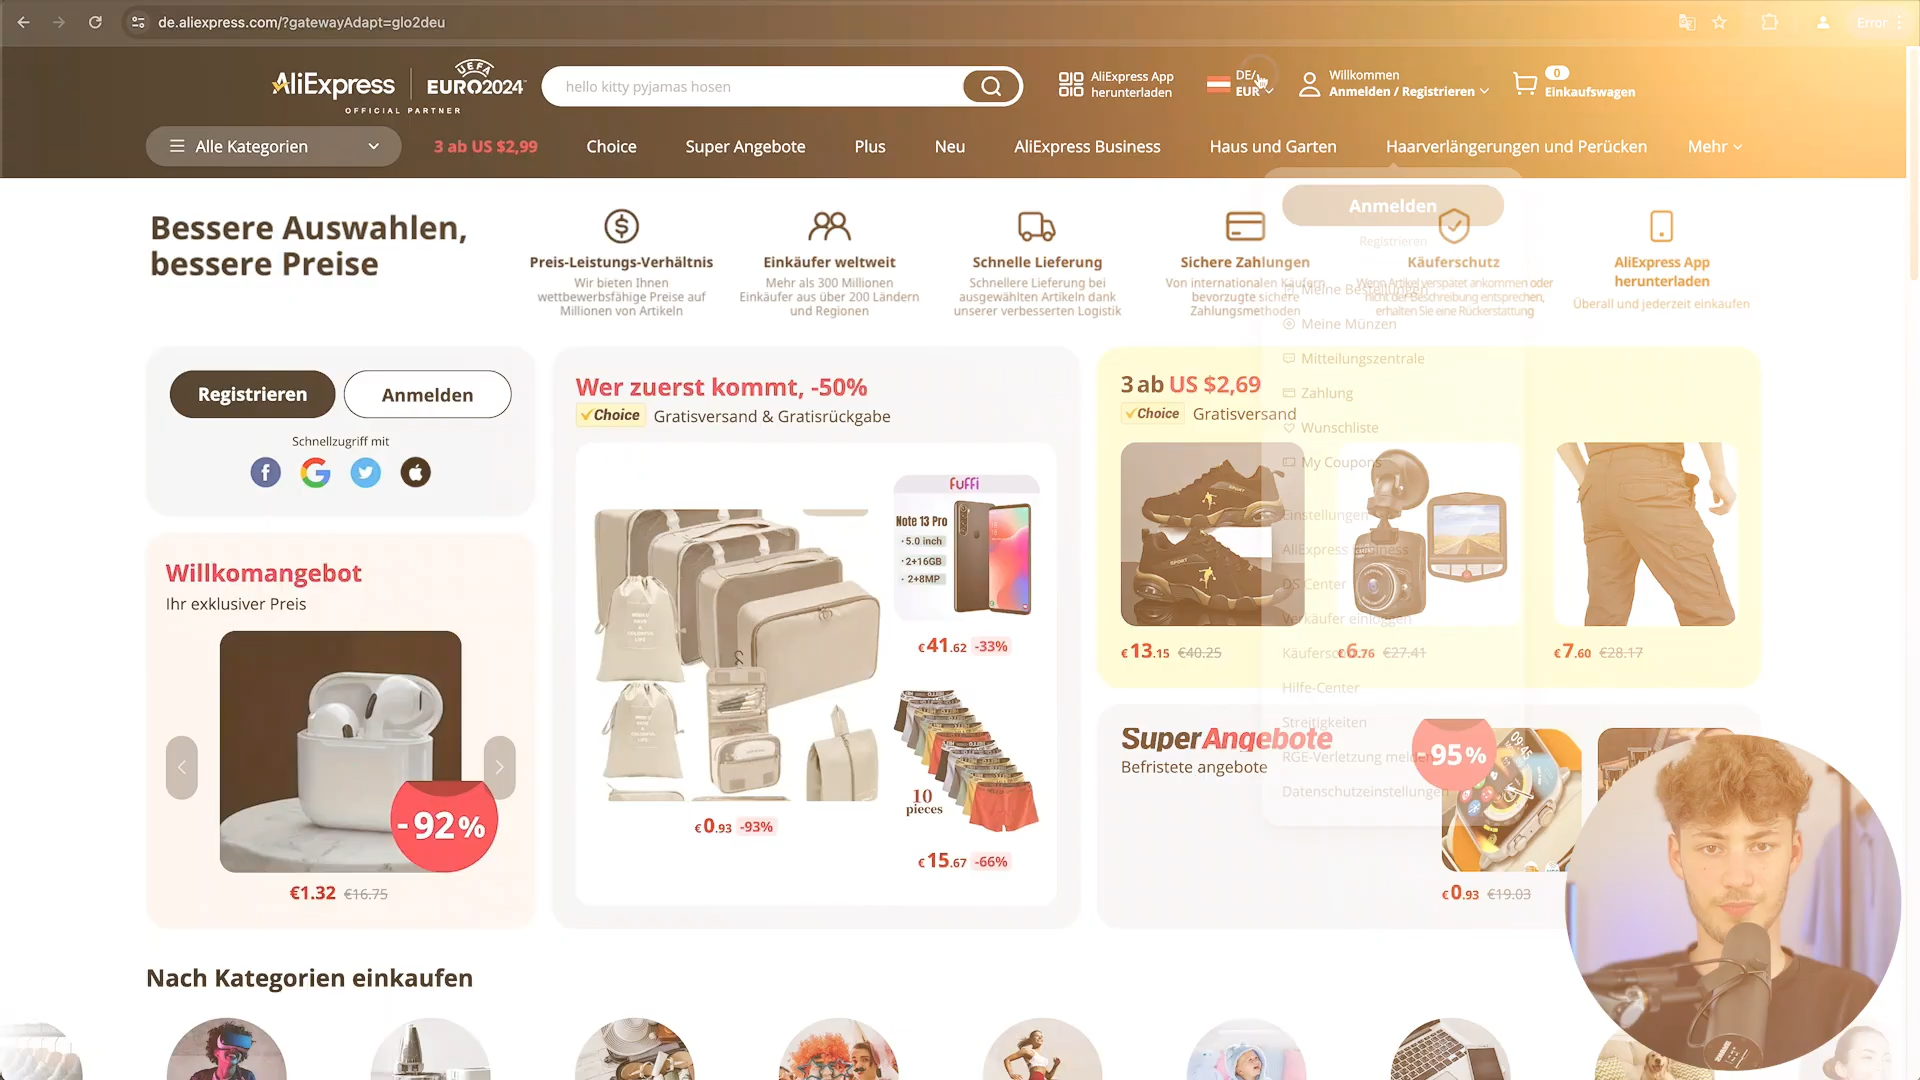 de.aliexpress.com/?gatewayAdapt=glo2deu
Error
AliExpress
UEFA
EURO2024
OFFICIAL PARTNER
hello kitty pyjamas hosen
AliExpress App
herunterladen
DE/
EUR
Willkommen
Anmelden / Registrieren
0
Einkaufswagen
Alle Kategorien
3 ab US $2,99
Choice
Super Angebote
Plus
Neu
AliExpress Business
Haus und Garten
Haarverlängerungen und Perücken
Mehr
Bessere Auswahlen,
bessere Preise
Preis-Leistungs-Verhältnis
Wir bieten Ihnen
wettbewerbsfähige Preise auf
Millionen von Artikeln
Einkäufer weltweit
Mehr als 300 Millionen
Einkäufer aus über 200 Ländern
und Regionen
Schnelle Lieferung
Schnellere Lieferung bei
ausgewählten Artikeln dank
unserer verbesserten Logistik
Sichere Zahlungen
Von internationalen Käufern
bevorzugte sichere
Zahlungsmethoden
Käuferschutz
Wenn Artikel verspätet ankommen oder
nicht der Beschreibung entsprechen,
erhalten Sie eine Rückerstattung
AliExpress App
herunterladen
Überall und jederzeit einkaufen
Anmelden
Registrieren
Meine Bestellungen
Meine Münzen
Mitteilungszentrale
Zahlung
Wunschliste
My Coupons
Einstellungen
AliExpress Business
DS Center
Verkäufer einloggen
Käufersc
Hilfe-Center
Streitigkeiten
RGE-Verletzung melden
Datenschutzeinstellungen
Registrieren
Anmelden
Schnellzugriff mit
Willkomangebot
Ihr exklusiver Preis
-92%
€1.32 €16.75
Wer zuerst kommt, -50%
Choice Gratisversand & Gratisrückgabe
€0.93 -93%
FUFFi
Note 13 Pro
·5.0 inch
·2+16GB
·2+8MP
€41.62 -33%
10
pieces
€15.67 -66%
3 ab US $2,69
Choice Gratisversand
SPORT
SPORT
€13.15 €40.25
€6.76 €27.41
€7.60 €28.17
SuperAngebote
Befristete angebote
-95%
09:45
€0.93 €19.03
Nach Kategorien einkaufen